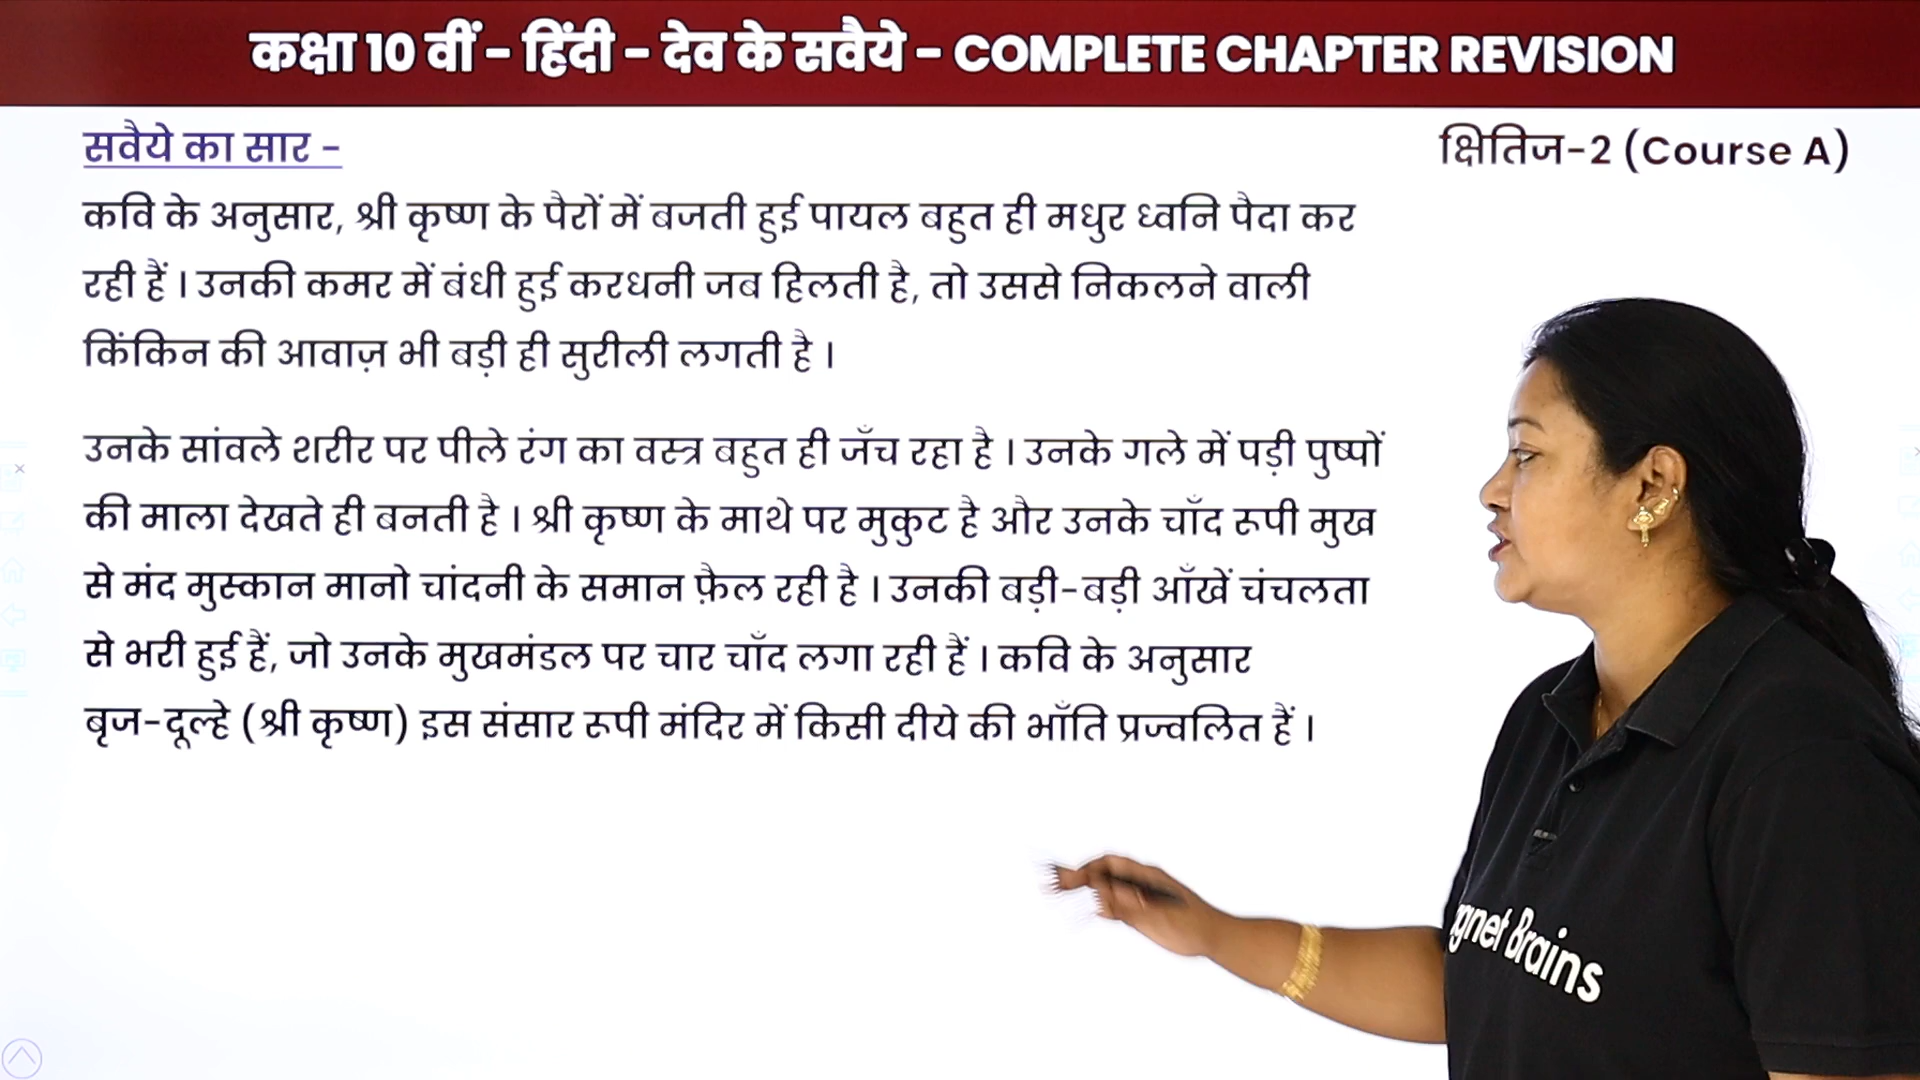 कक्षा 10 वीं - हिंदी - देव के सवैये - COMPLETE CHAPTER REVISION
सवैये का सार -
क्षितिज-2 (Course A)
कवि के अनुसार, श्री कृष्ण के पैरों में बजती हुई पायल बहुत ही मधुर ध्वनि पैदा कर
रही हैं । उनकी कमर में बंधी हुई करधनी जब हिलती है, तो उससे निकलने वाली
किंकिन की आवाज़ भी बड़ी ही सुरीली लगती है ।
उनके सांवले शरीर पर पीले रंग का वस्त्र बहुत ही जँच रहा है । उनके गले में पड़ी पुष्पों
की माला देखते ही बनती है । श्री कृष्ण के माथे पर मुकुट है और उनके चाँद रूपी मुख
से मंद मुस्कान मानो चांदनी के समान फ़ैल रही है । उनकी बड़ी-बड़ी आँखें चंचलता
से भरी हुई हैं, जो उनके मुखमंडल पर चार चाँद लगा रही हैं । कवि के अनुसार
बृज-दूल्हे (श्री कृष्ण) इस संसार रूपी मंदिर में किसी दीये की भाँति प्रज्वलित हैं ।
gnet Brains